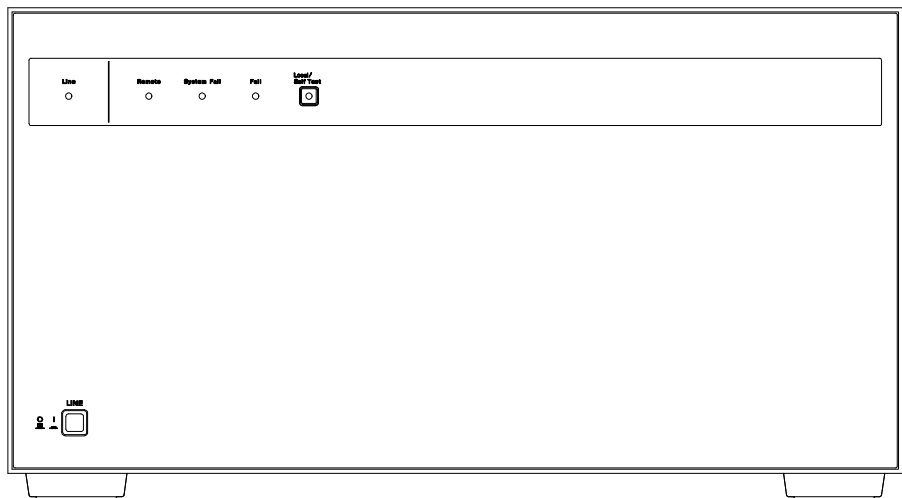 Line
Remote
System Fail
Fail
Local/
Self Test
LINE
O I